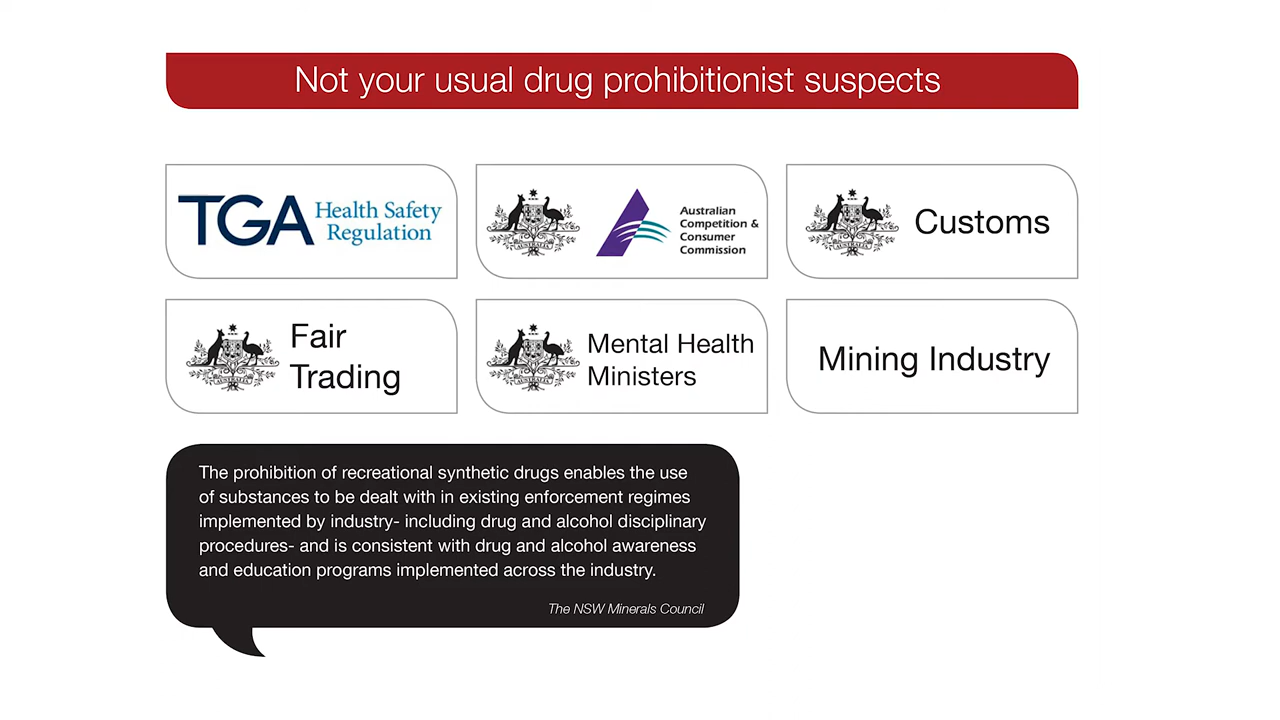 Not your usual drug prohibitionist suspects
TGA Health Safety
Regulation
Australian
Competition &
Consumer
Commission
Customs
Fair
Trading
Mental Health
Ministers
Mining Industry
The prohibition of recreational synthetic drugs enables the use
of substances to be dealt with in existing enforcement regimes
implemented by industry- including drug and alcohol disciplinary
procedures- and is consistent with drug and alcohol awareness
and education programs implemented across the industry.
The NSW Minerals Council